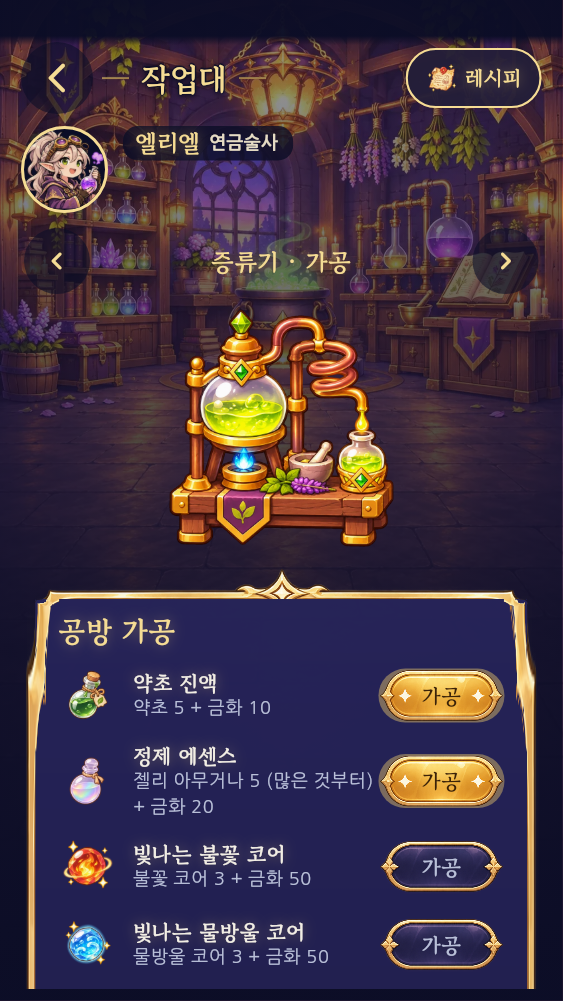 작업대
레시피
엘리엘 연금술사
증류기 · 가공
공방 가공
약초 진액
약초 5 + 금화 10
가공
정제 에센스
젤리 아무거나 5 (많은 것부터)
+ 금화 20
가공
빛나는 불꽃 코어
불꽃 코어 3 + 금화 50
가공
빛나는 물방울 코어
물방울 코어 3 + 금화 50
가공